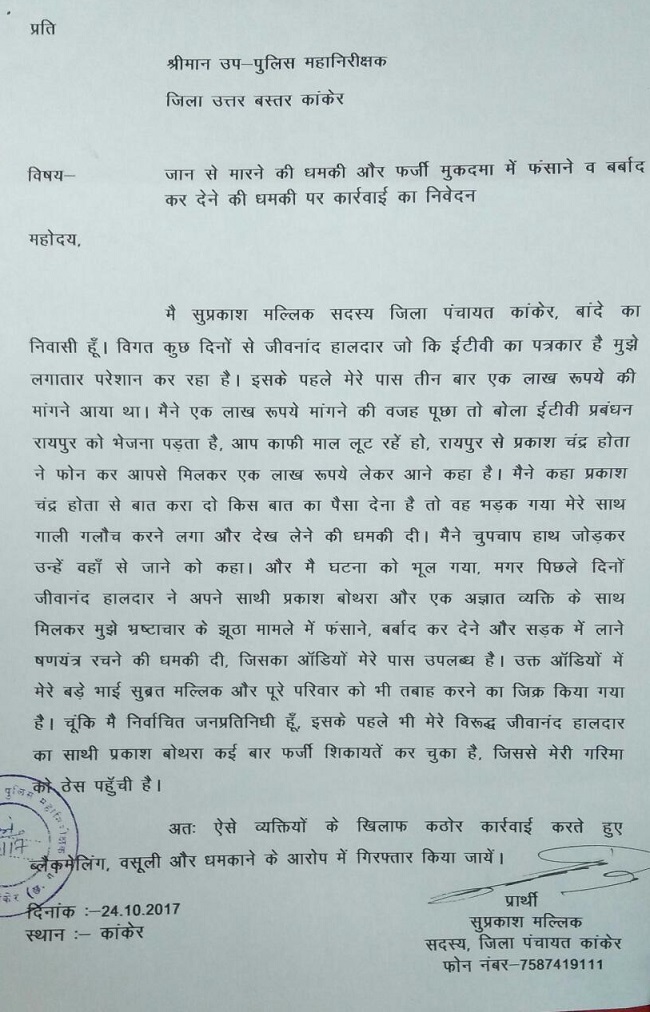 प्रति
श्रीमान उप–पुलिस महानिरीक्षक
जिला उत्तर बस्तर कांकेर
विषय– जान से मारने की धमकी और फर्जी मुकदमा में फंसाने व बर्बाद
कर देने की धमकी पर कार्रवाई का निवेदन
महोदय,
मै सुप्रकाश मल्लिक सदस्य जिला पंचायत कांकेर, बांदे का
निवासी हूँ। विगत कुछ दिनों से जीवनांद हालदार जो कि ईटीवी का पत्रकार है मुझे
लगातार परेशान कर रहा है। इसके पहले मेरे पास तीन बार एक लाख रूपये की
मांगने आया था। मैने एक लाख रूपये मांगने की वजह पूछा तो बोला ईटीवी प्रबंधन
रायपुर को भेजना पड़ता है, आप काफी माल लूट रहें हो, रायपुर से प्रकाश चंद्र होता
ने फोन कर आपसे मिलकर एक लाख रूपये लेकर आने कहा है। मैने कहा प्रकाश
चंद्र होता से बात करा दो किस बात का पैसा देना है तो वह भड़क गया मेरे साथ
गाली गलौच करने लगा और देख लेने की धमकी दी। मैने चुपचाप हाथ जोड़कर
उन्हें वहाँ से जाने को कहा। और मै घटना को भूल गया, मगर पिछले दिनों
जीवानंद हालदार ने अपने साथी प्रकाश बोथरा और एक अज्ञात व्यक्ति के साथ
मिलकर मुझे भ्रष्टाचार के झूठा मामले में फंसाने, बर्बाद कर देने और सड़क में लाने
षणयंत्र रचने की धमकी दी, जिसका ऑडियों मेरे पास उपलब्ध है। उक्त ऑडियों में
मेरे बड़े भाई सुब्रत मल्लिक और पूरे परिवार को भी तबाह करने का जिक्र किया गया
है। चूंकि मै निर्वाचित जनप्रतिनिधी हूँ, इसके पहले भी मेरे विरूद्ध जीवानंद हालदार
का साथी प्रकाश बोथरा कई बार फर्जी शिकायतें कर चुका है, जिससे मेरी गरिमा
को ठेस पहुँची है।
अतः ऐसे व्यक्तियों के खिलाफ कठोर कार्रवाई करते हुए
ब्लैकमेलिंग, वसूली और धमकाने के आरोप में गिरफ्तार किया जायें।
दिनांक :–24.10.2017
स्थान :– कांकेर
प्रार्थी
सुप्रकाश मल्लिक
सदस्य, जिला पंचायत कांकेर
फोन नंबर–7587419111